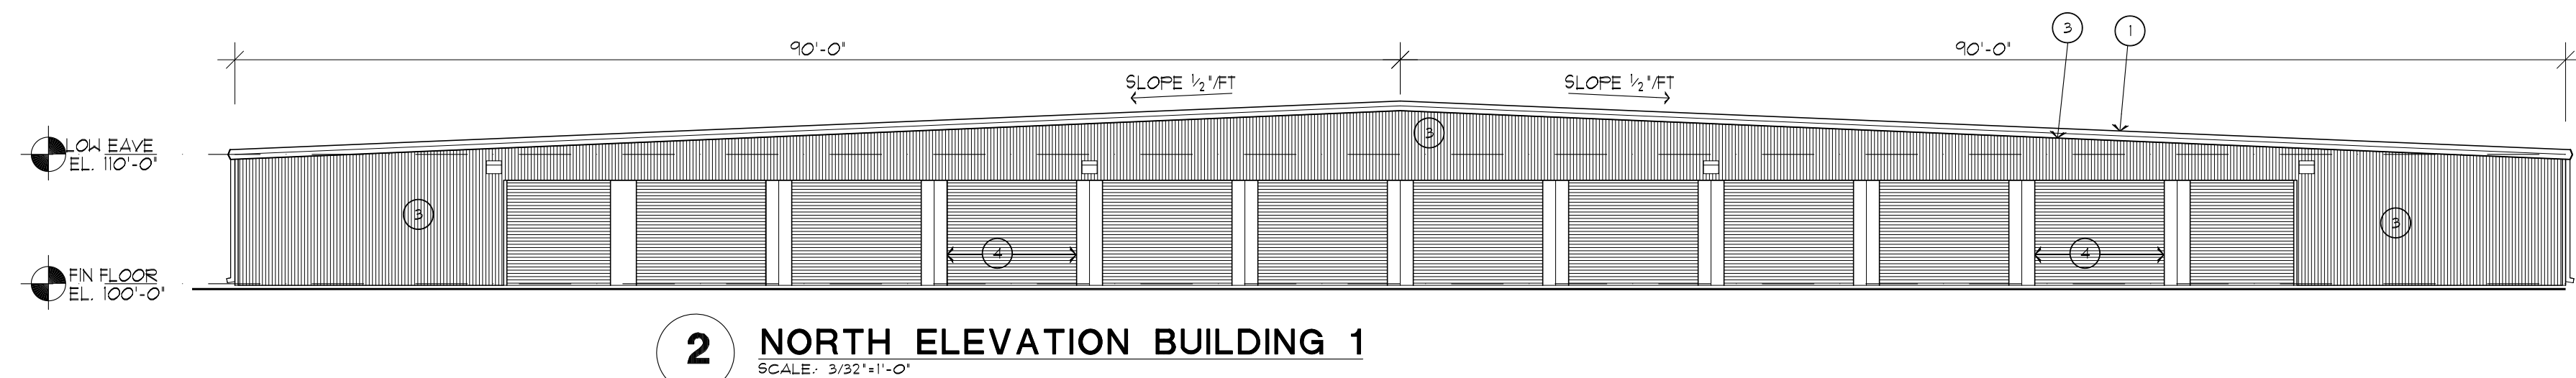 90'-0"
90'-0"
3
1
SLOPE ½"/FT
SLOPE ½"/FT
LOW EAVE
EL. 110'-0"
3
3
3
4
4
FIN FLOOR
EL. 100'-0"
2
NORTH ELEVATION BUILDING 1
SCALE: 3/32"=1'-0"